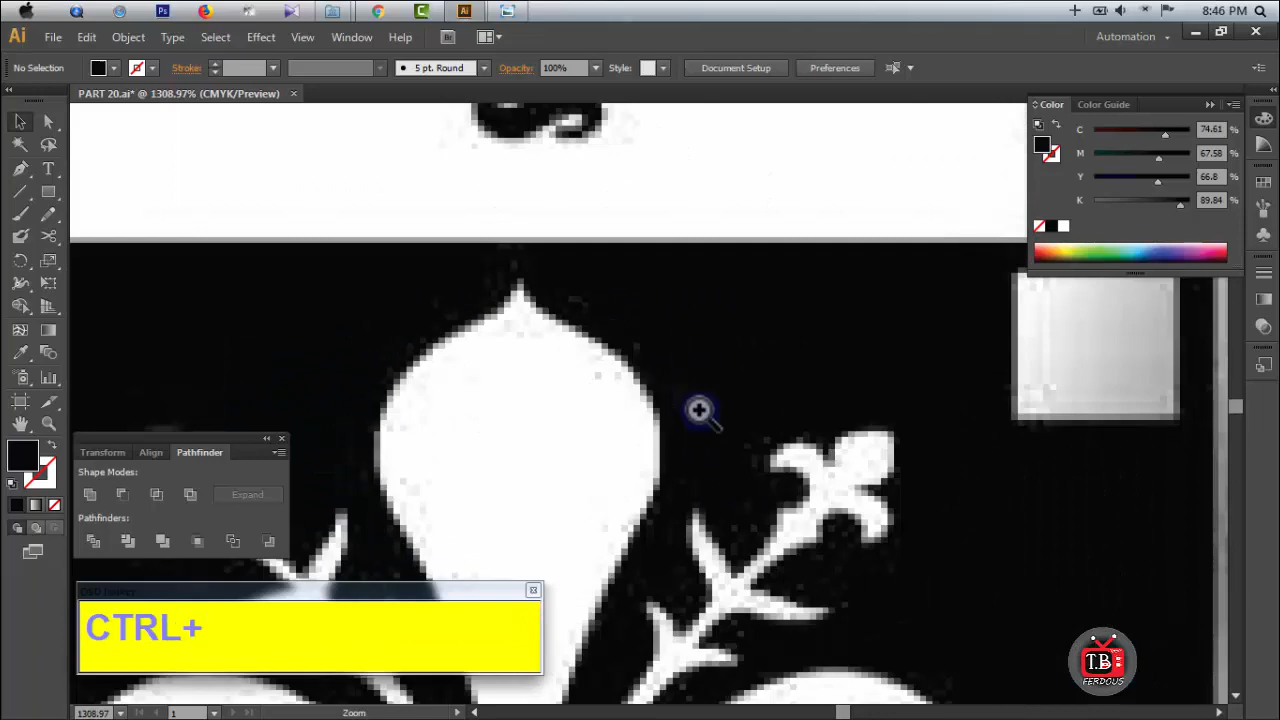 8:46 PM
Ai File Edit Object Type Select Effect View Window Help Br Automation
No Selection Stroke: 5 pt. Round Opacity: 100% Style: Document Setup Preferences
PART 20.ai* @ 1308.97% (CMYK/Preview)
Color Color Guide
C 74.61 %
M 67.58 %
Y 66.8 %
K 89.84 %
Transform Align Pathfinder
Shape Modes:
Expand
Pathfinders:
CTRL+
T.B
FERDOUS
1308.97 1 Zoom